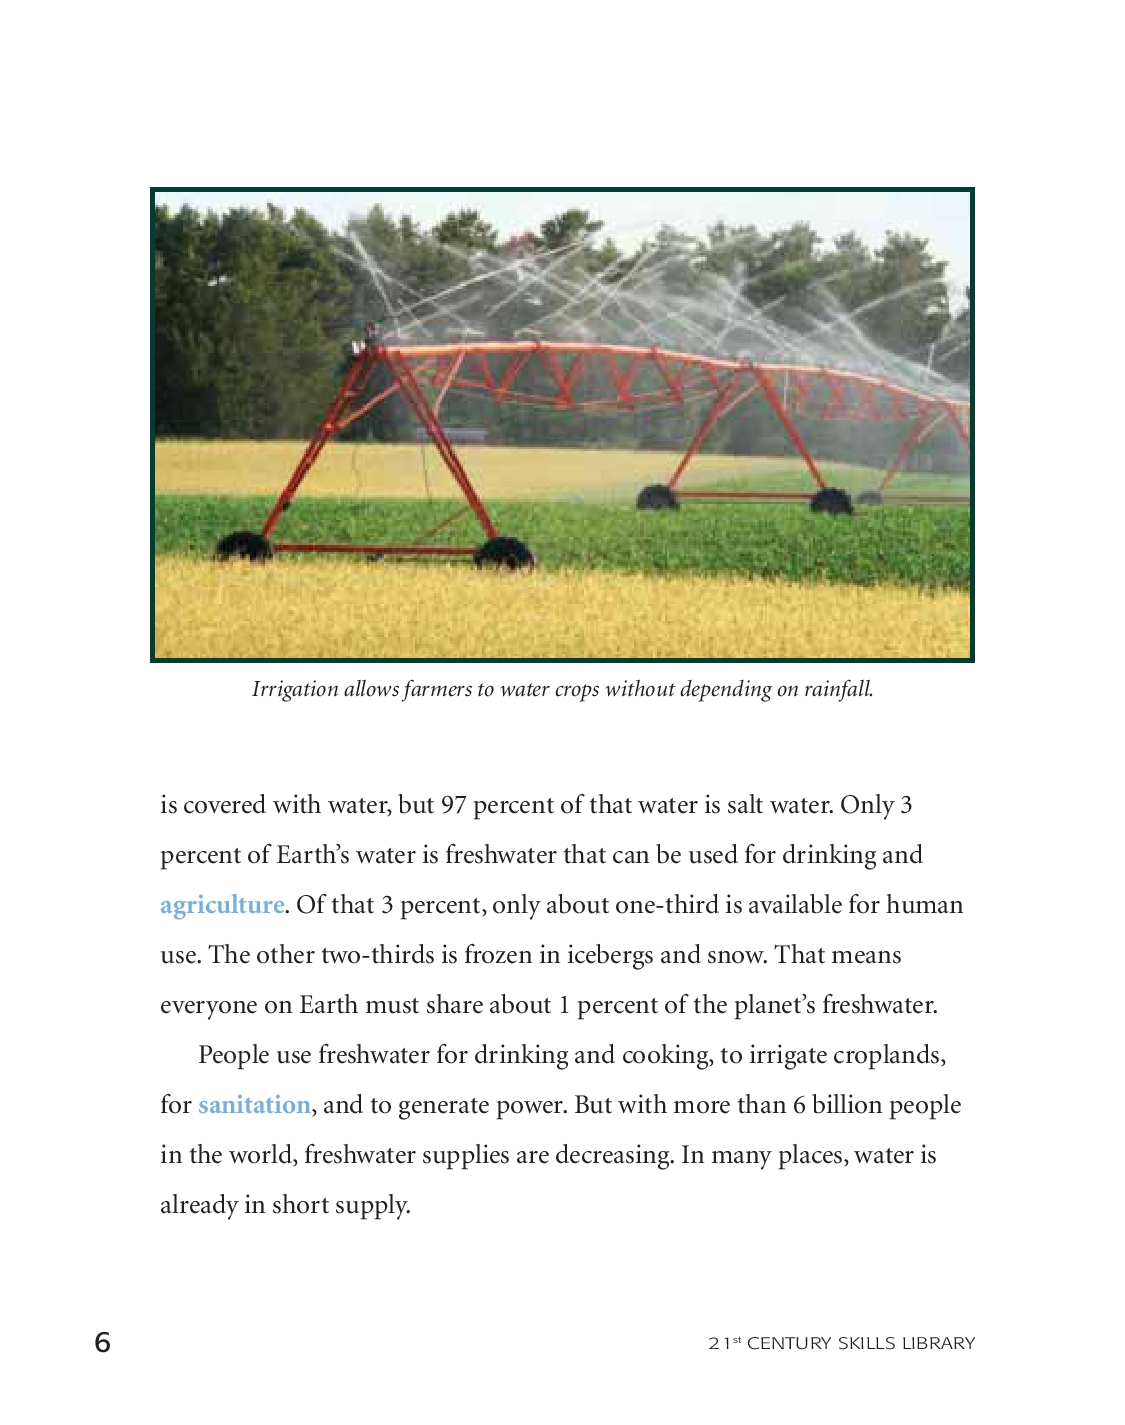 Irrigation allows farmers to water crops without depending on rainfall.
is covered with water, but 97 percent of that water is salt water. Only 3
percent of Earth’s water is freshwater that can be used for drinking and
agriculture. Of that 3 percent, only about one-third is available for human
use. The other two-thirds is frozen in icebergs and snow. That means
everyone on Earth must share about 1 percent of the planet’s freshwater.
People use freshwater for drinking and cooking, to irrigate croplands,
for sanitation, and to generate power. But with more than 6 billion people
in the world, freshwater supplies are decreasing. In many places, water is
already in short supply.
6
21st CENTURY SKILLS LIBRARY